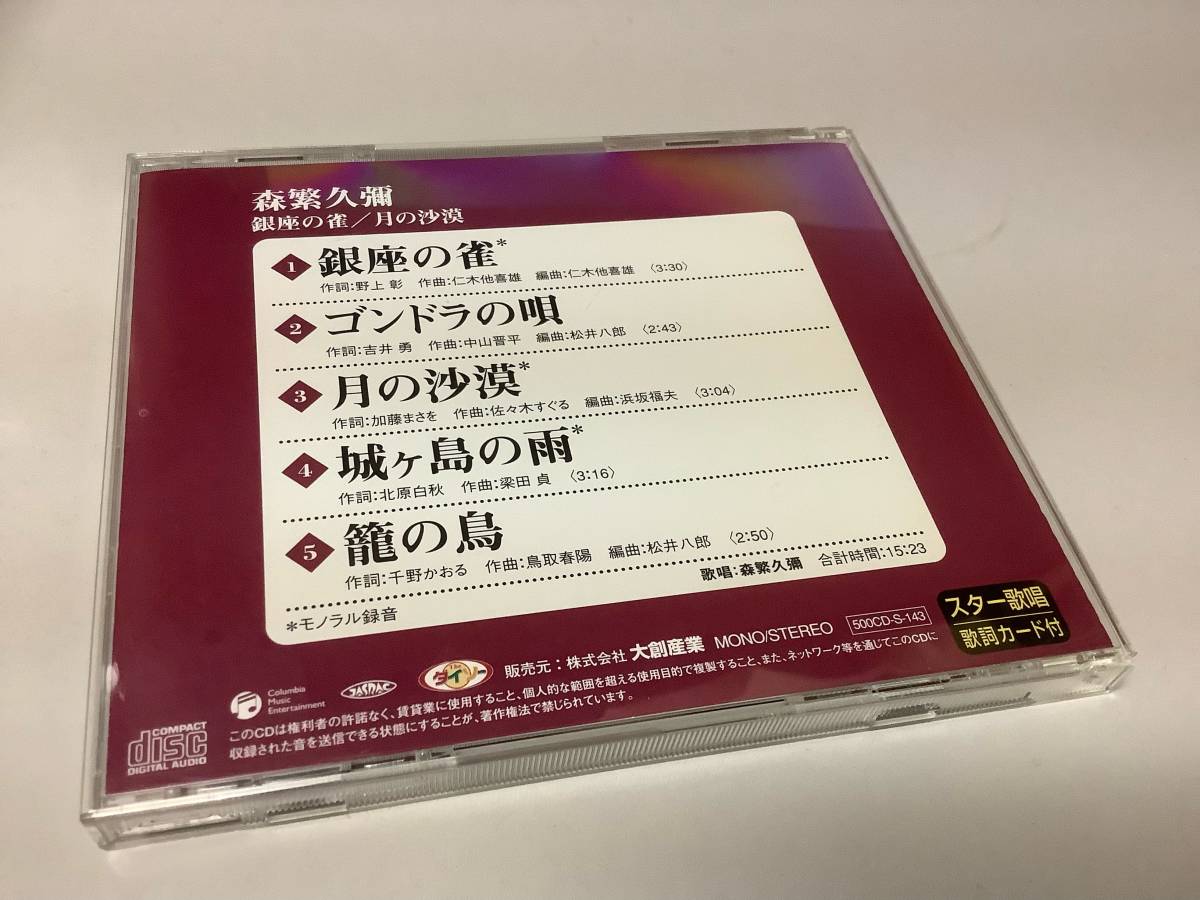 森繁久彌
銀座の雀／月の沙漠
1 銀座の雀*
作詞:野上 彰 作曲:仁木他喜雄 編曲:仁木他喜雄 〈3:30〉
2 ゴンドラの唄
作詞:吉井 勇 作曲:中山晋平 編曲:松井八郎 〈2:43〉
3 月の沙漠*
作詞:加藤まさを 作曲:佐々木すぐる 編曲:浜坂福夫 〈3:04〉
4 城ヶ島の雨*
作詞:北原白秋 作曲:梁田 貞 〈3:16〉
5 籠の鳥
作詞:千野かおる 作曲:鳥取春陽 編曲:松井八郎 〈2:50〉
歌唱:森繁久彌 合計時間:15:23
*モノラル録音
スター歌唱
歌詞カード付
Columbia
Music
Entertainment
JASRAC
The
ダイソー
販売元:株式会社 大創産業 MONO/STEREO 500CD-S-143
COMPACT
disc
DIGITAL AUDIO
このCDは権利者の許諾なく、賃貸業に使用すること、個人的な範囲を超える使用目的で複製すること、また、ネットワーク等を通じてこのCDに
収録された音を送信できる状態にすることが、著作権法で禁じられています。